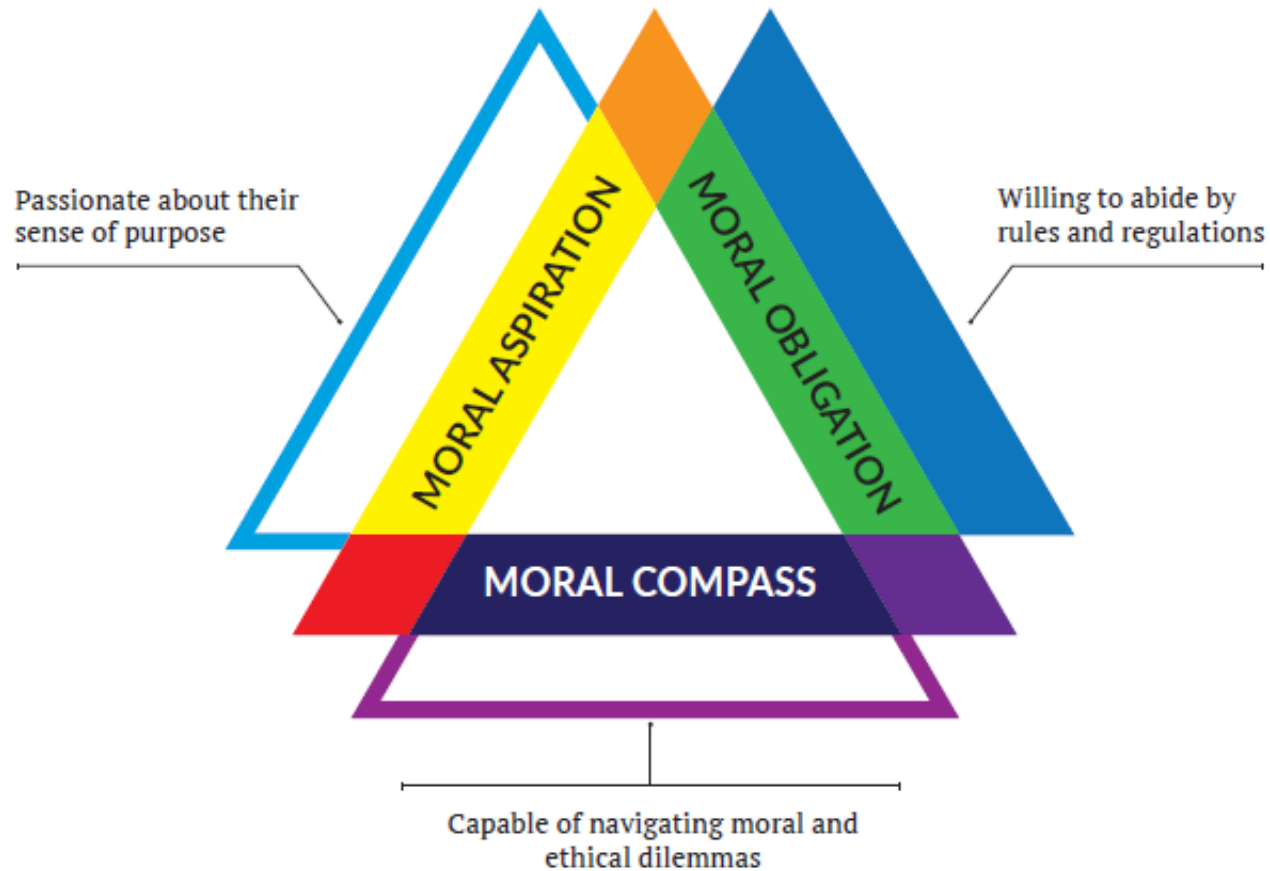 Passionate about their
sense of purpose
MORAL ASPIRATION
MORAL OBLIGATION
Willing to abide by
rules and regulations
MORAL COMPASS
Capable of navigating moral and
ethical dilemmas